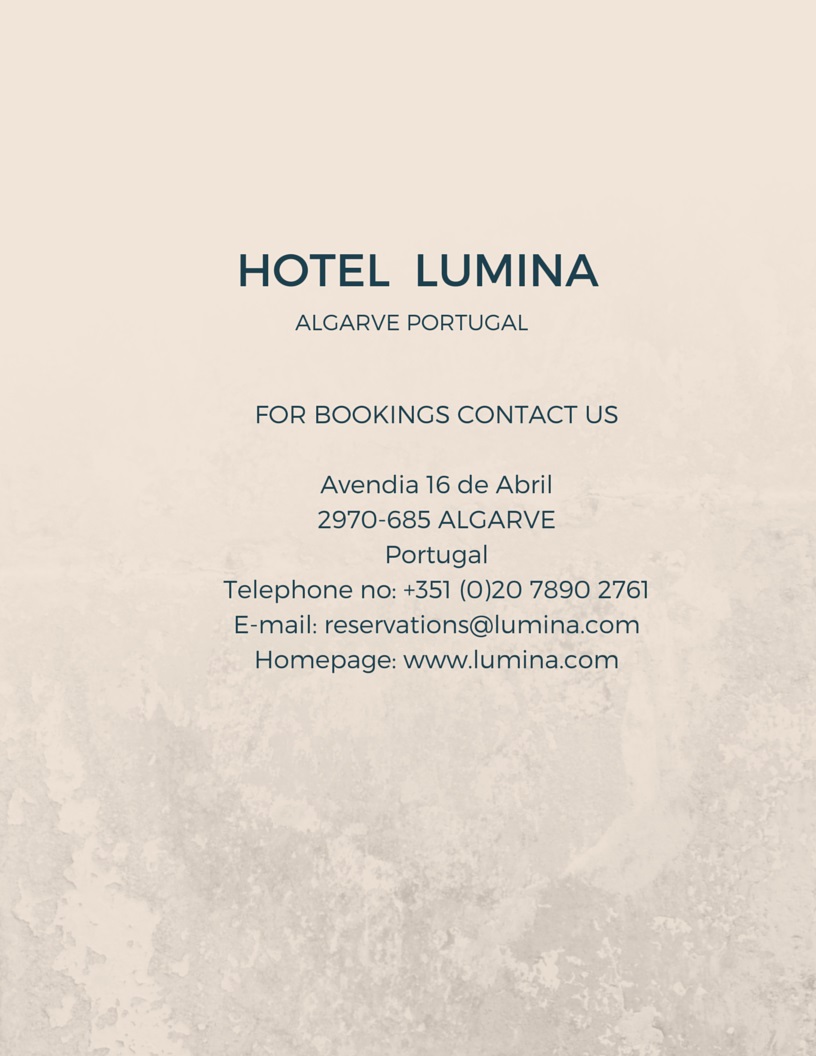 HOTEL LUMINA
ALGARVE PORTUGAL
FOR BOOKINGS CONTACT US
Avendia 16 de Abril
2970-685 ALGARVE
Portugal
Telephone no: +351 (0)20 7890 2761
E-mail: reservations@lumina.com
Homepage: www.lumina.com